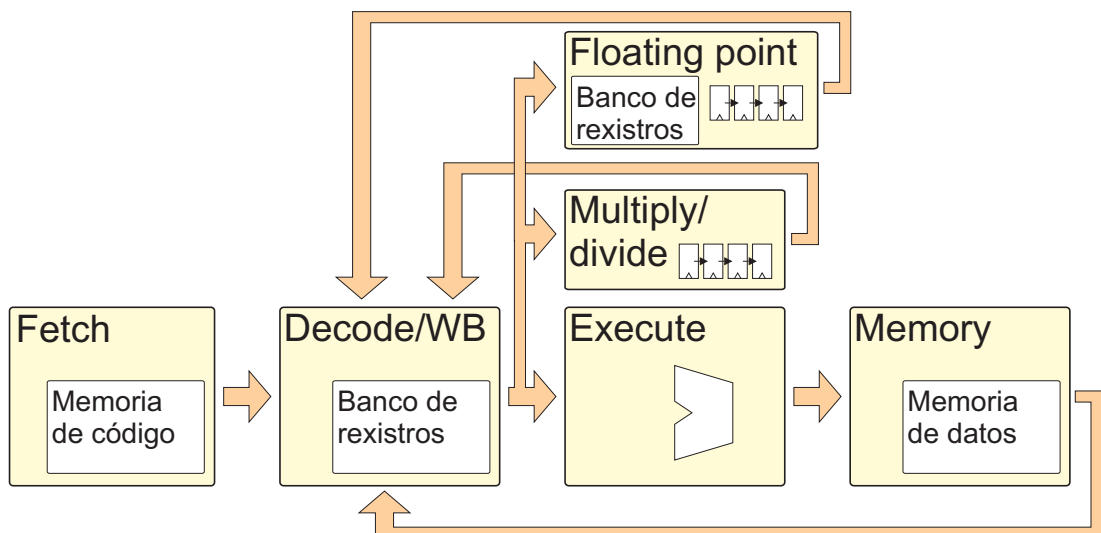 Floating point
Banco de
rexistros
Multiply/
divide
Fetch
Memoria
de código
Decode/WB
Banco de
rexistros
Execute
Memory
Memoria
de datos